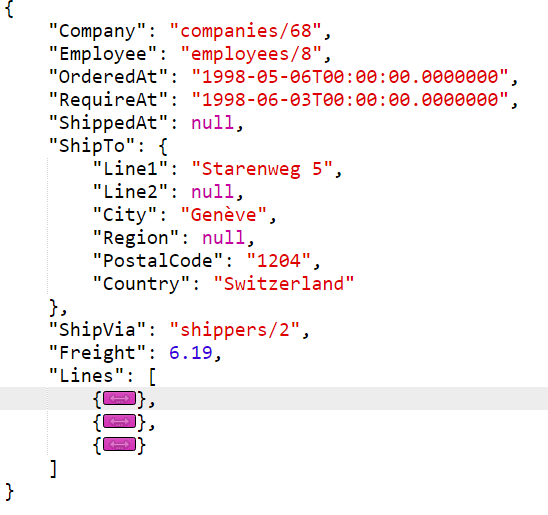 {
    "Company": "companies/68",
    "Employee": "employees/8",
    "OrderedAt": "1998-05-06T00:00:00.0000000",
    "RequireAt": "1998-06-03T00:00:00.0000000",
    "ShippedAt": null,
    "ShipTo": {
        "Line1": "Starenweg 5",
        "Line2": null,
        "City": "Genève",
        "Region": null,
        "PostalCode": "1204",
        "Country": "Switzerland"
    },
    "ShipVia": "shippers/2",
    "Freight": 6.19,
    "Lines": [
        {↔},
        {↔},
        {↔}
    ]
}